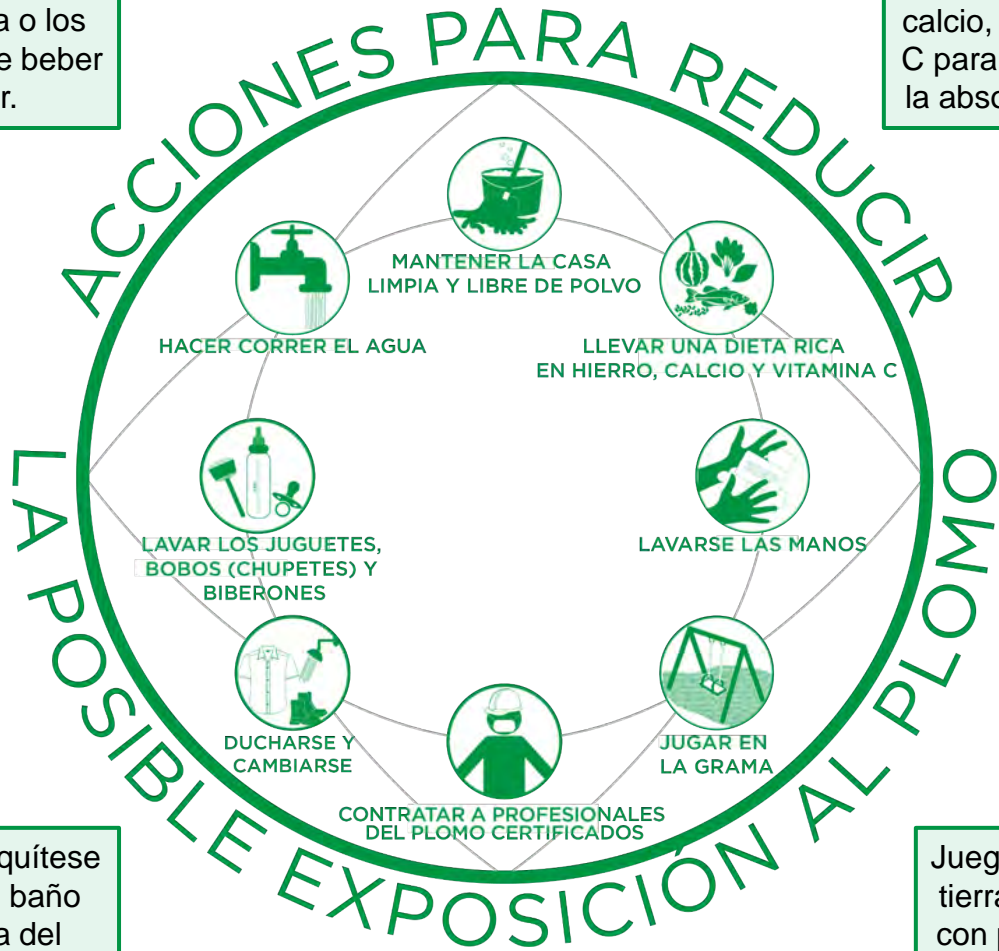 a o los
e beber
r.
calcio,
C para
la abso
ACCIONES PARA REDUCIR
LA POSIBLE EXPOSICIÓN AL PLOMO
MANTENER LA CASA
LIMPIA Y LIBRE DE POLVO
HACER CORRER EL AGUA
LLEVAR UNA DIETA RICA
EN HIERRO, CALCIO Y VITAMINA C
LAVAR LOS JUGUETES,
BOBOS (CHUPETES) Y
BIBERONES
LAVARSE LAS MANOS
DUCHARSE Y
CAMBIARSE
JUGAR EN
LA GRAMA
CONTRATAR A PROFESIONALES
DEL PLOMO CERTIFICADOS
quítese
baño
a del
Jueg
tierra
con